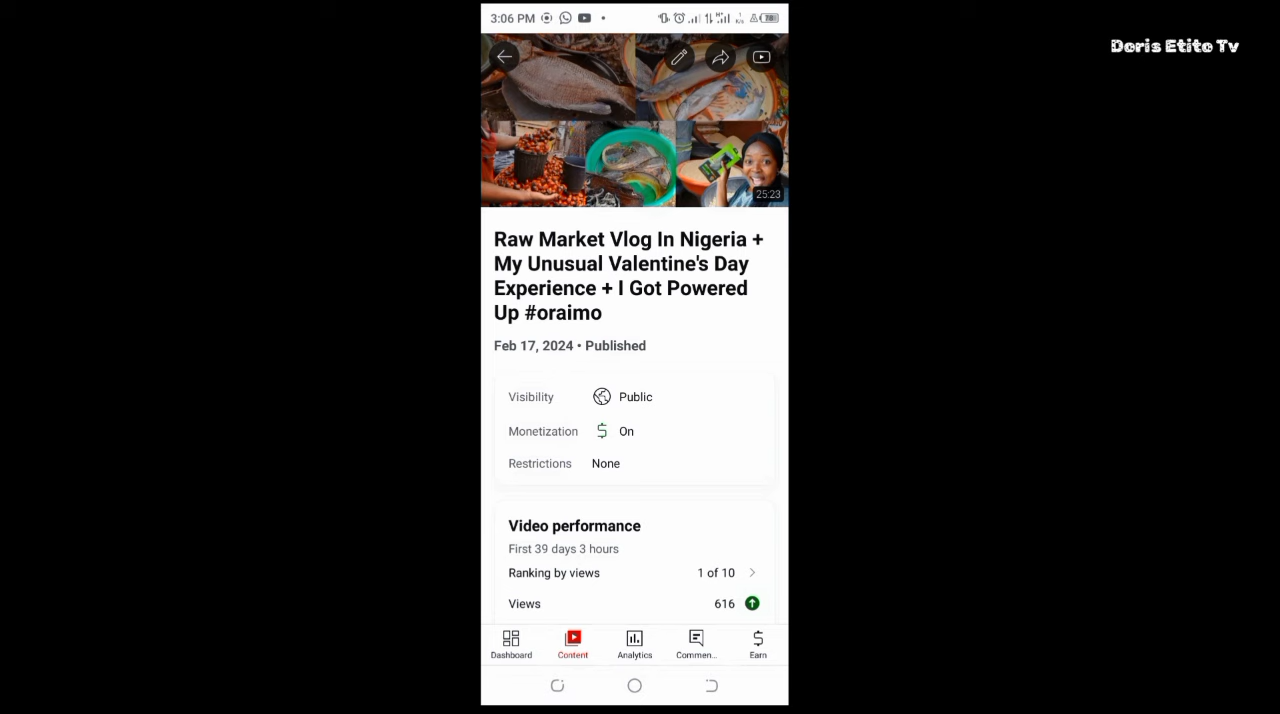 3:06 PM
Doris Etito Tv
25:23
Raw Market Vlog In Nigeria +
My Unusual Valentine's Day
Experience + I Got Powered
Up #oraimo
Feb 17, 2024 • Published
Visibility Public
Monetization On
Restrictions None
Video performance
First 39 days 3 hours
Ranking by views 1 of 10
Views 616
Dashboard Content Analytics Commen... Earn